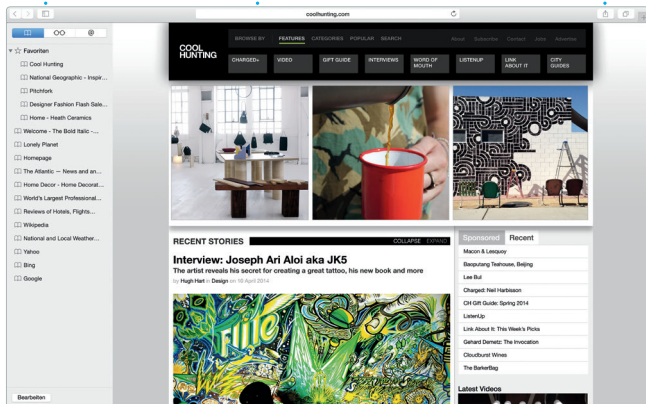 coolhunting.com
@
Favoriten
Cool Hunting
National Geographic - Inspir...
Pitchfork
Designer Fashion Flash Sale...
Home - Heath Ceramics
Welcome - The Bold Italic -...
Lonely Planet
Homepage
The Atlantic — News and an...
Home Decor - Home Decorat...
World's Largest Professional...
Reviews of Hotels, Flights...
Wikipedia
National and Local Weather...
Yahoo
Bing
Google
Bearbeiten
COOL
HUNTING
BROWSE BY FEATURES CATEGORIES POPULAR SEARCH
About Subscribe Contact Jobs Advertise
CHARGED+
VIDEO
GIFT GUIDE
INTERVIEWS
WORD OF
MOUTH
LISTENUP
LINK
ABOUT IT
CITY
GUIDES
RECENT STORIES
COLLAPSE EXPAND
Interview: Joseph Ari Aloi aka JK5
The artist reveals his secret for creating a great tattoo, his new book and more
by Hugh Hart in Design on 16 April 2014
Sponsored Recent
Macon & Lesquoy
Baoputang Teahouse, Beijing
Lee Bul
Charged: Neil Harbisson
CH Gift Guide: Spring 2014
ListenUp
Link About It: This Week's Picks
Gehard Demetz: The Invocation
Cloudburst Wines
The BarkerBag
Latest Videos